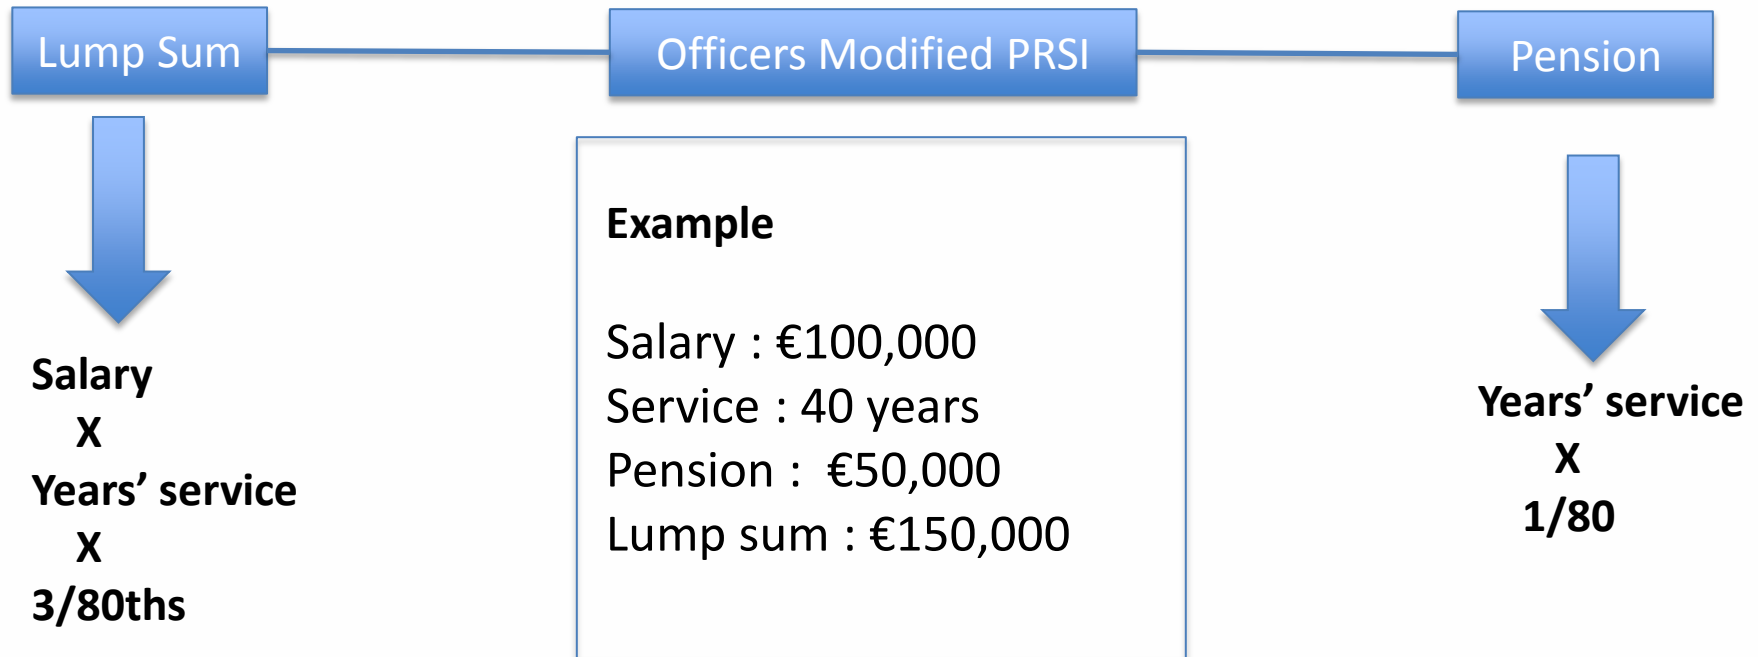 Lump Sum
Officers Modified PRSI
Pension
Salary
X
Years’ service
X
3/80ths
Example
Salary : €100,000
Service : 40 years
Pension :  €50,000
Lump sum : €150,000
Years’ service
X
1/80